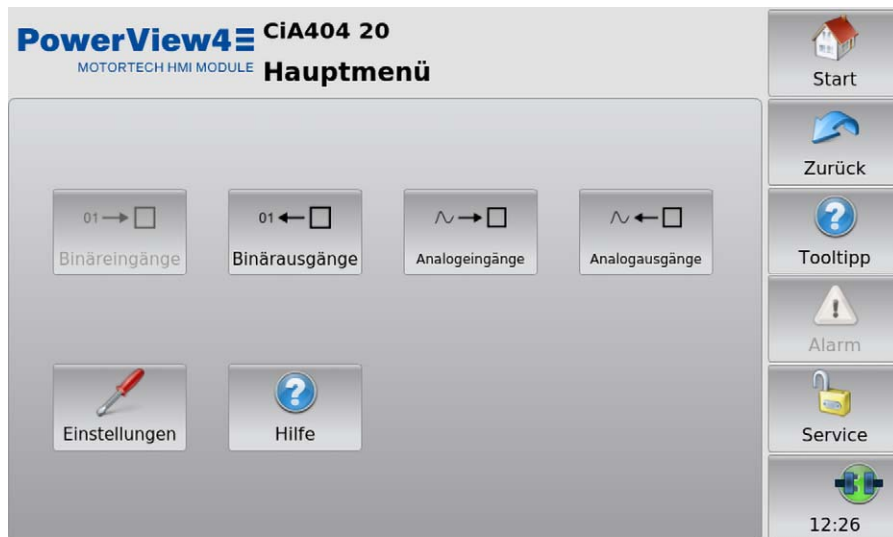 PowerView4
MOTORTECH HMI MODULE
CiA404 20
Hauptmenü
01
Binäreingänge
01
Binärausgänge
Analogeingänge
Analogausgänge
Einstellungen
?
Hilfe
Start
Zurück
?
Tooltipp
!
Alarm
Service
12:26